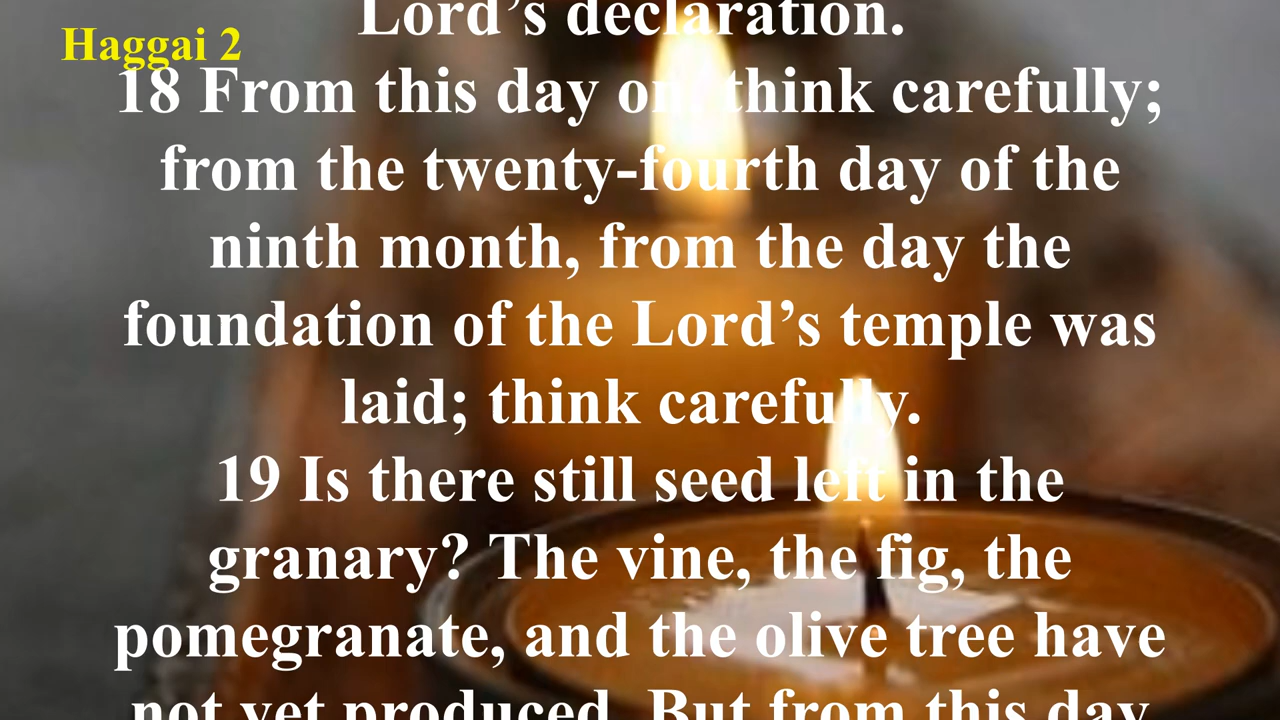 Lord’s declaration.
Haggai 2
18 From this day on, think carefully;
from the twenty-fourth day of the
ninth month, from the day the
foundation of the Lord’s temple was
laid; think carefully.
19 Is there still seed left in the
granary? The vine, the fig, the
pomegranate, and the olive tree have
not yet produced. But from this day